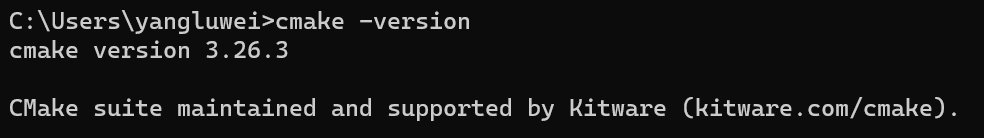 C:\Users\yangluwei>cmake -version
cmake version 3.26.3
CMake suite maintained and supported by Kitware (kitware.com/cmake).